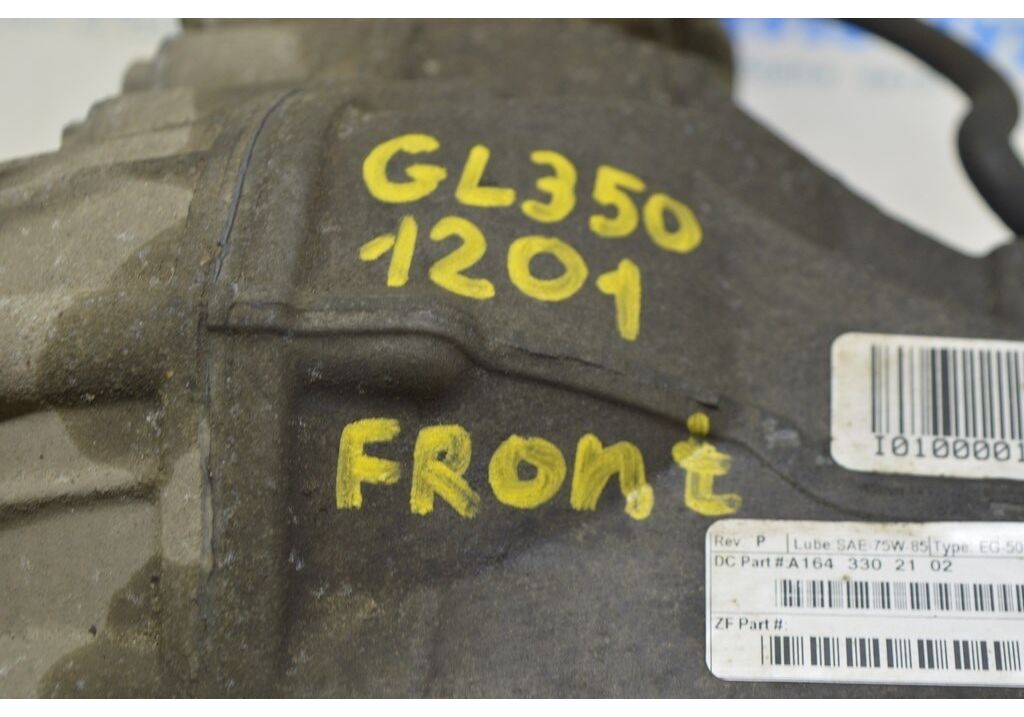 GL350
1201
FRONt
I0100001
Rev. P Lube SAE-75W-85 Type: EG-50
DC Part #: A164 330 21 02
ZF Part #: